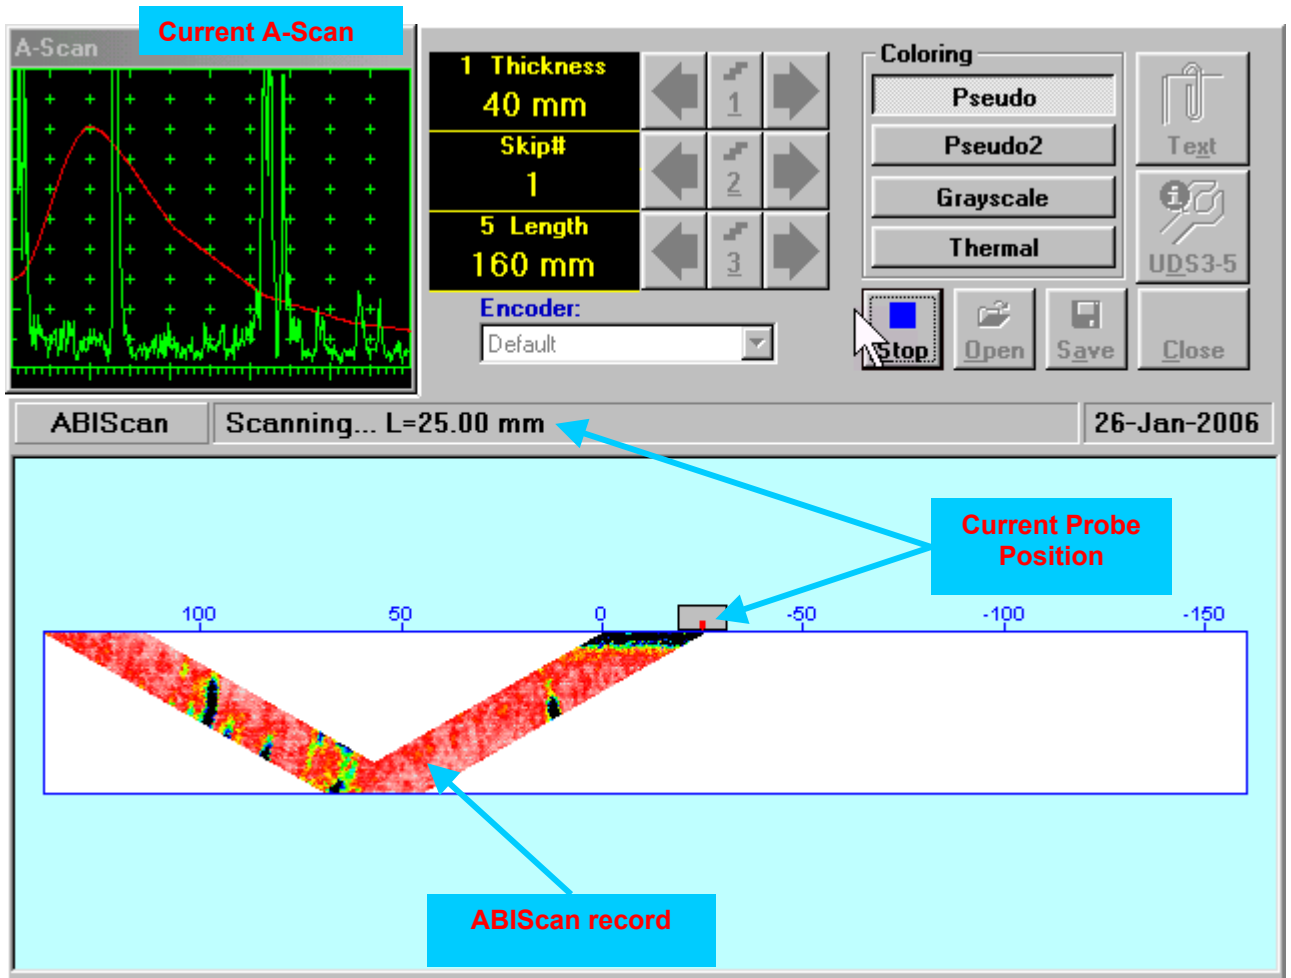 Current A-Scan
A-Scan
1 Thickness
40 mm
1
Skip#
1
2
5 Length
160 mm
3
Encoder:
Default
Coloring
Pseudo
Pseudo2
Grayscale
Thermal
Text
UDS3-5
Stop
Open
Save
Close
ABIScan
Scanning... L=25.00 mm
26-Jan-2006
Current Probe
Position
100 50 0 -50 -100 -150
ABIScan record